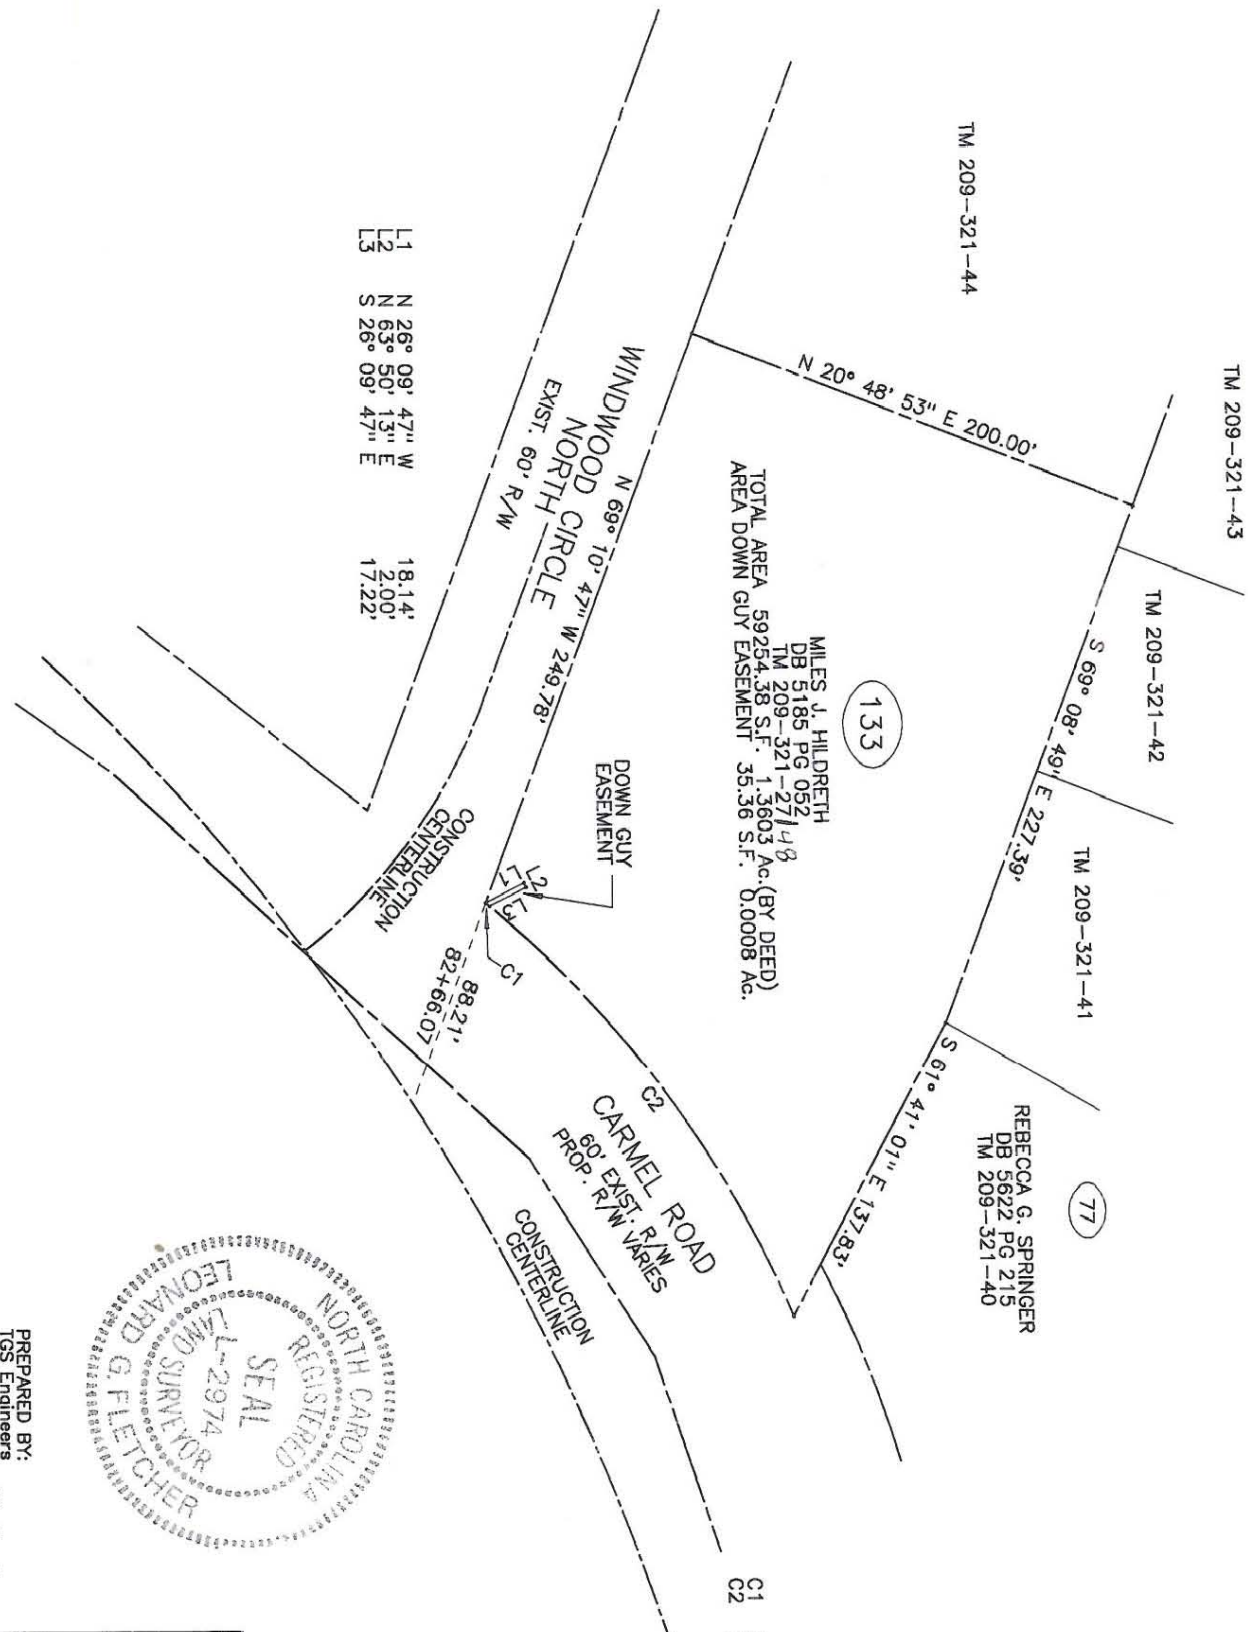 TM 209-321-43
TM 209-321-44
TM 209-321-42
TM 209-321-41
N 20° 48' 53" E 200.00'
S 69° 08' 49" E 227.39'
S 61° 41' 01" E 137.83'
77
REBECCA G. SPRINGER
DB 5622 PG 215
TM 209-321-40
133
MILES J. HILDRETH
DB 5185 PG 052
TM 209-321-27/48
TOTAL AREA 59254.38 S.F. 1.3603 Ac.(BY DEED)
AREA DOWN GUY EASEMENT 35.36 S.F. 0.0008 Ac.
N 69° 10' 47" W 249.78'
WINDWOOD
NORTH CIRCLE
EXIST. 60' R/W
DOWN GUY
EASEMENT
L1
L2
L3
C1
C2
88.21'
82+66.07
CARMEL ROAD
60' EXIST. R/W
PROP. R/W VARIES
CONSTRUCTION
CENTERLINE
CONSTRUCTION
CENTERLINE
L1 N 26° 09' 47" W 18.14'
L2 N 63° 50' 13" E 2.00'
L3 S 26° 09' 47" E 17.22'
C1
C2
NORTH CAROLINA
REGISTERED
SEAL
L-2974
LAND SURVEYOR
LEONARD G. FLETCHER
PREPARED BY:
TGS Engineers